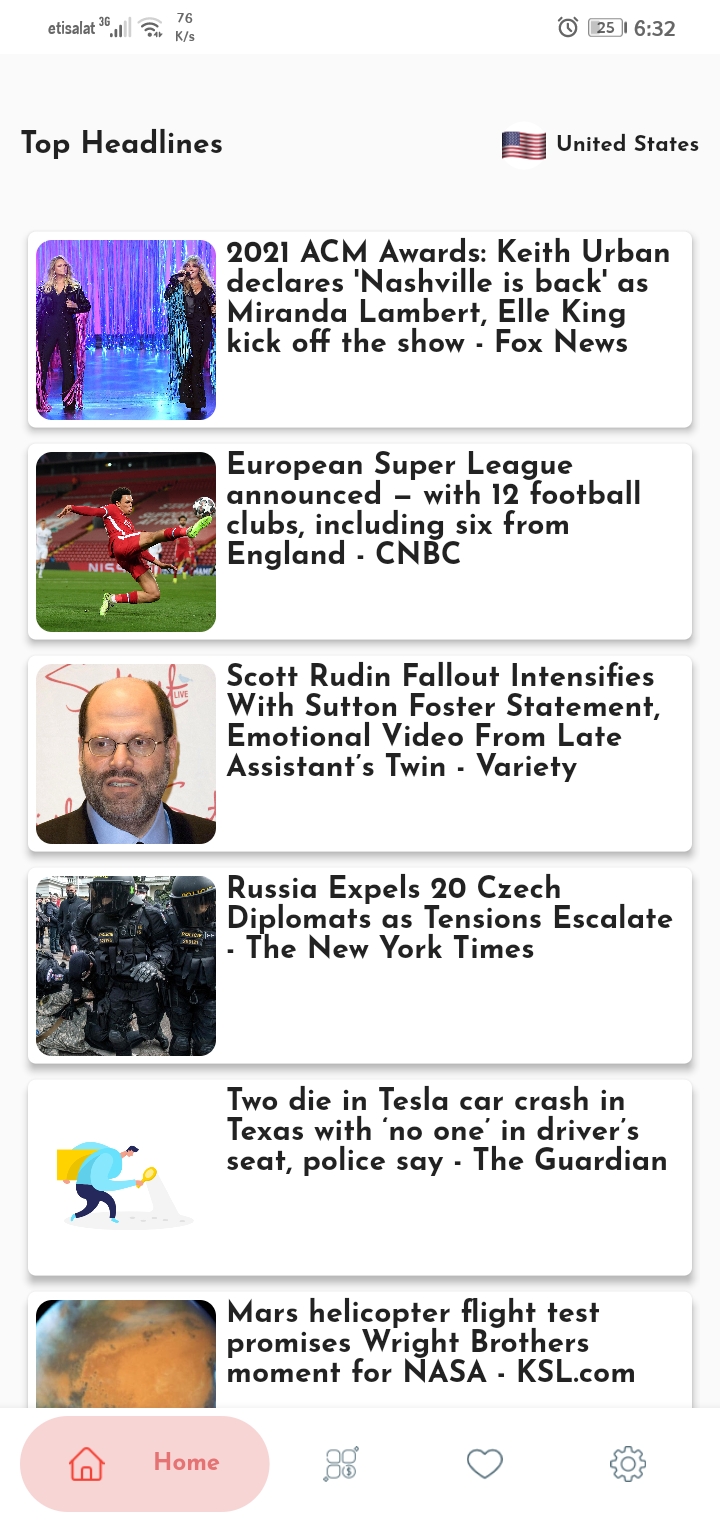 etisalat 3G 76 K/s 25 6:32
Top Headlines
United States
2021 ACM Awards: Keith Urban
declares 'Nashville is back' as
Miranda Lambert, Elle King
kick off the show - Fox News
European Super League
announced – with 12 football
clubs, including six from
England - CNBC
NISS
Scott Rudin Fallout Intensifies
With Sutton Foster Statement,
Emotional Video From Late
Assistant’s Twin - Variety
LIVE
Russia Expels 20 Czech
Diplomats as Tensions Escalate
- The New York Times
POLICIE
Two die in Tesla car crash in
Texas with ‘no one’ in driver’s
seat, police say - The Guardian
Mars helicopter flight test
promises Wright Brothers
moment for NASA - KSL.com
Home